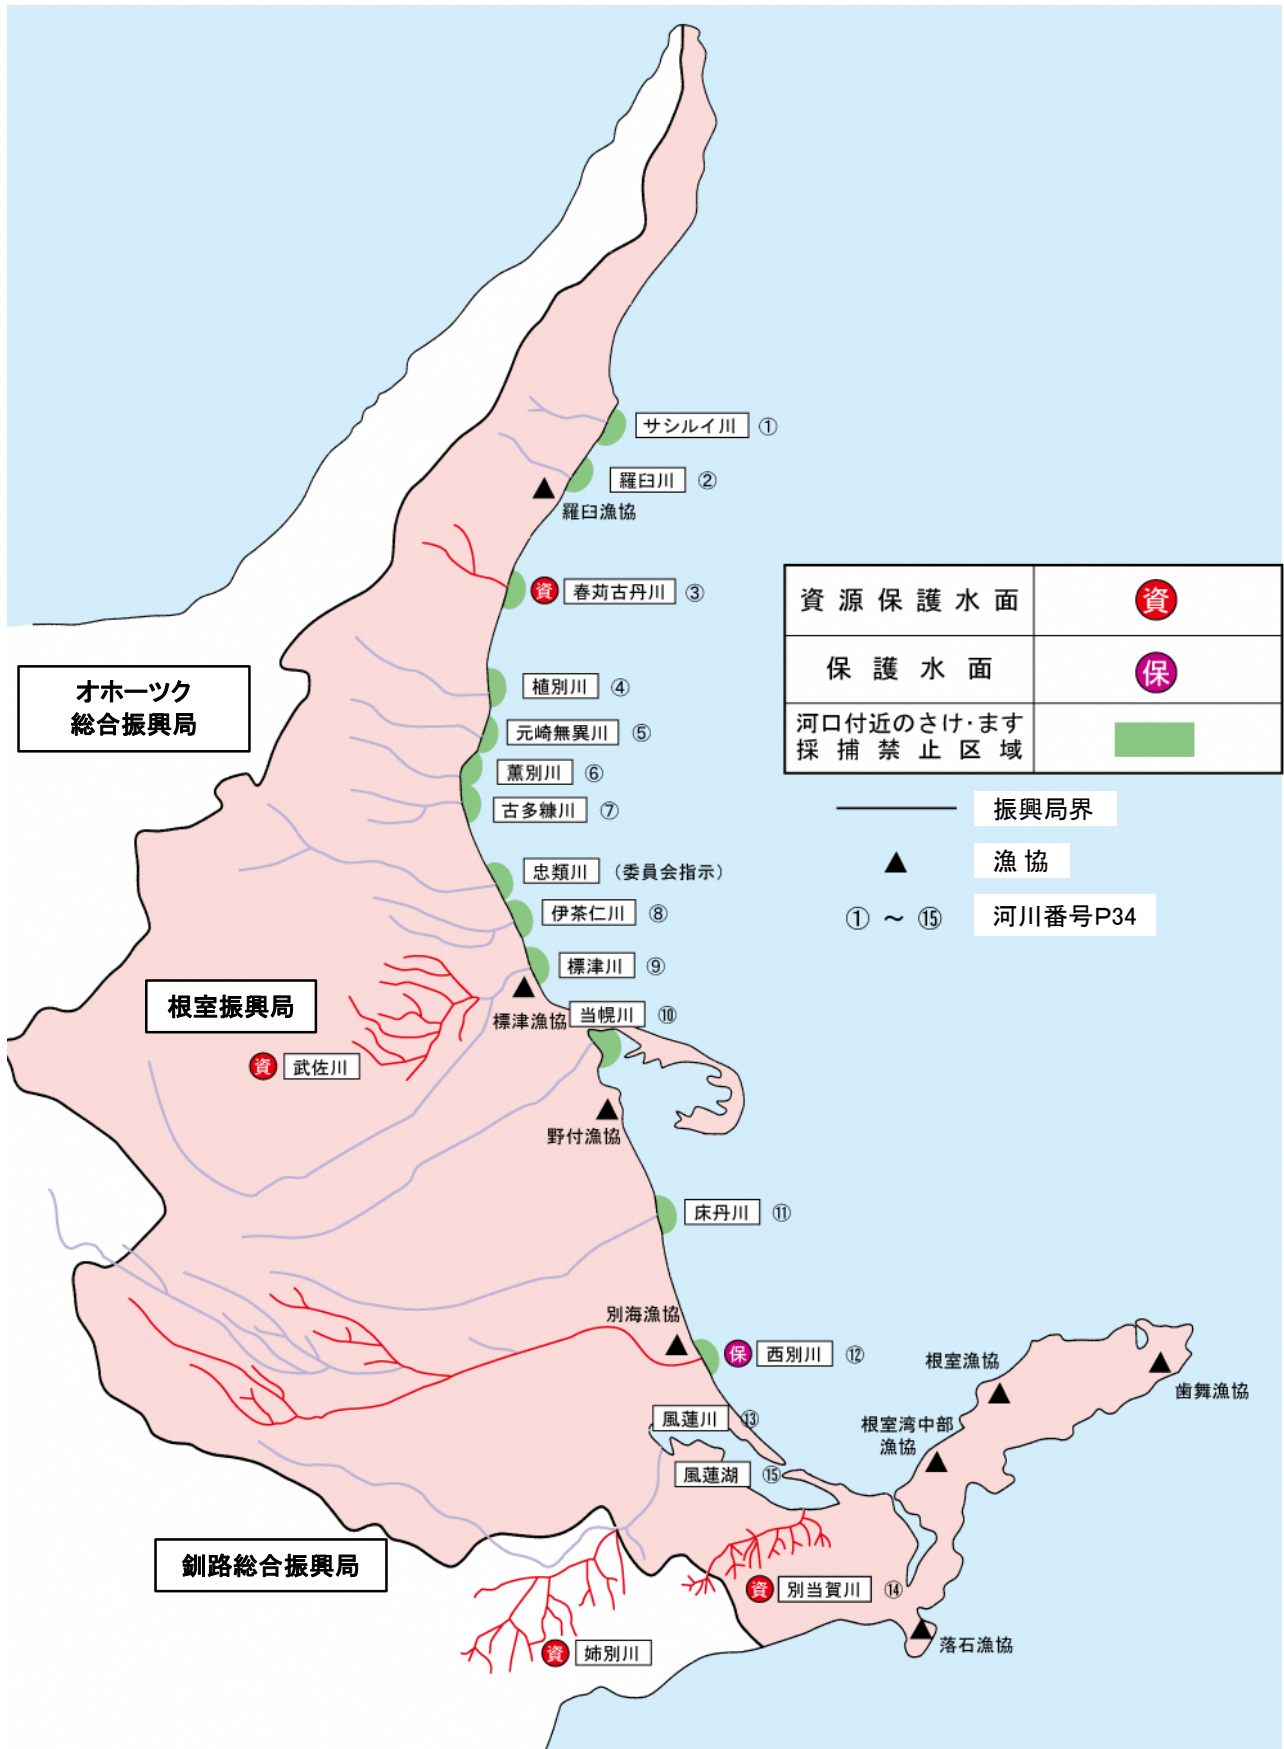 サシルイ川 ①
羅臼川 ②
羅臼漁協
資 春苅古丹川 ③
資源保護水面 資
保護水面 保
河口付近のさけ・ます
採捕禁止区域
振興局界
漁協
①～⑮ 河川番号P34
オホーツク
総合振興局
植別川 ④
元崎無異川 ⑤
薫別川 ⑥
古多糠川 ⑦
忠類川 (委員会指示)
伊茶仁川 ⑧
標津川 ⑨
根室振興局
標津漁協
当幌川 ⑩
資 武佐川
野付漁協
床丹川 ⑪
別海漁協
保 西別川 ⑫
根室漁協
歯舞漁協
風蓮川 ⑬
根室湾中部
漁協
風蓮湖 ⑮
釧路総合振興局
資 別当賀川 ⑭
資 姉別川
落石漁協